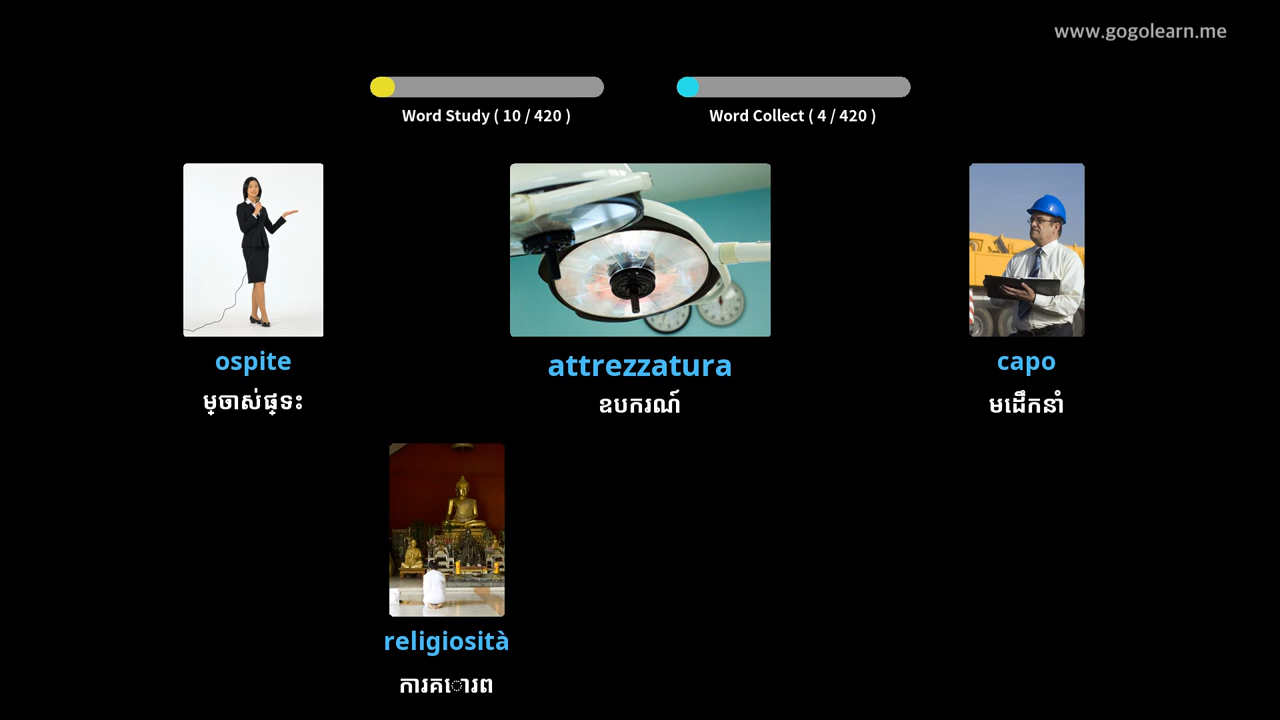 www.gogolearn.me
Word Study ( 10 / 420 )
Word Collect ( 4 / 420 )
ospite
ម្ចាស់ផ្ទះ
attrezzatura
ឧបករណ៍
capo
មេដឹកនាំ
religiosità
ការគោរព